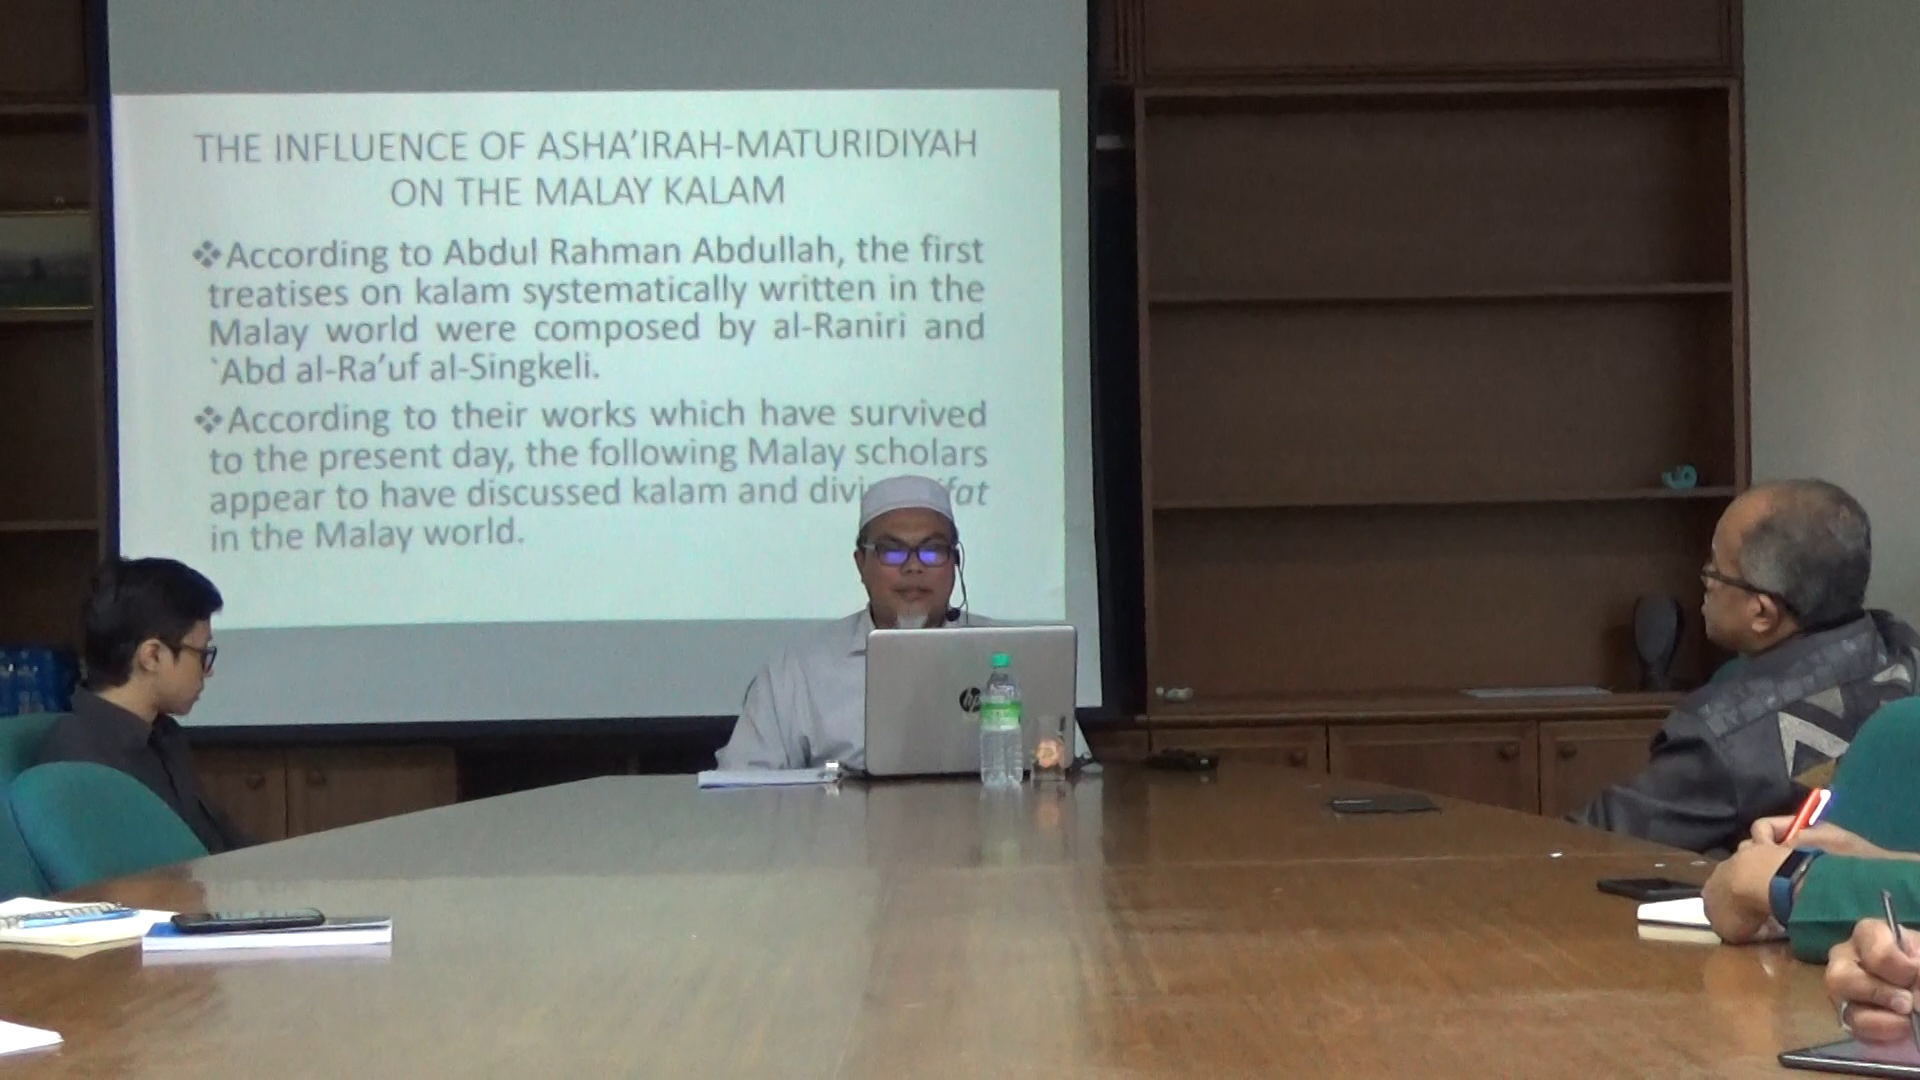 THE INFLUENCE OF ASHA'IRAH-MATURIDIYAH
ON THE MALAY KALAM
❖According to Abdul Rahman Abdullah, the first
treatises on kalam systematically written in the
Malay world were composed by al-Raniri and
`Abd al-Ra'uf al-Singkeli.
❖According to their works which have survived
to the present day, the following Malay scholars
appear to have discussed kalam and
in the Malay world.
hp